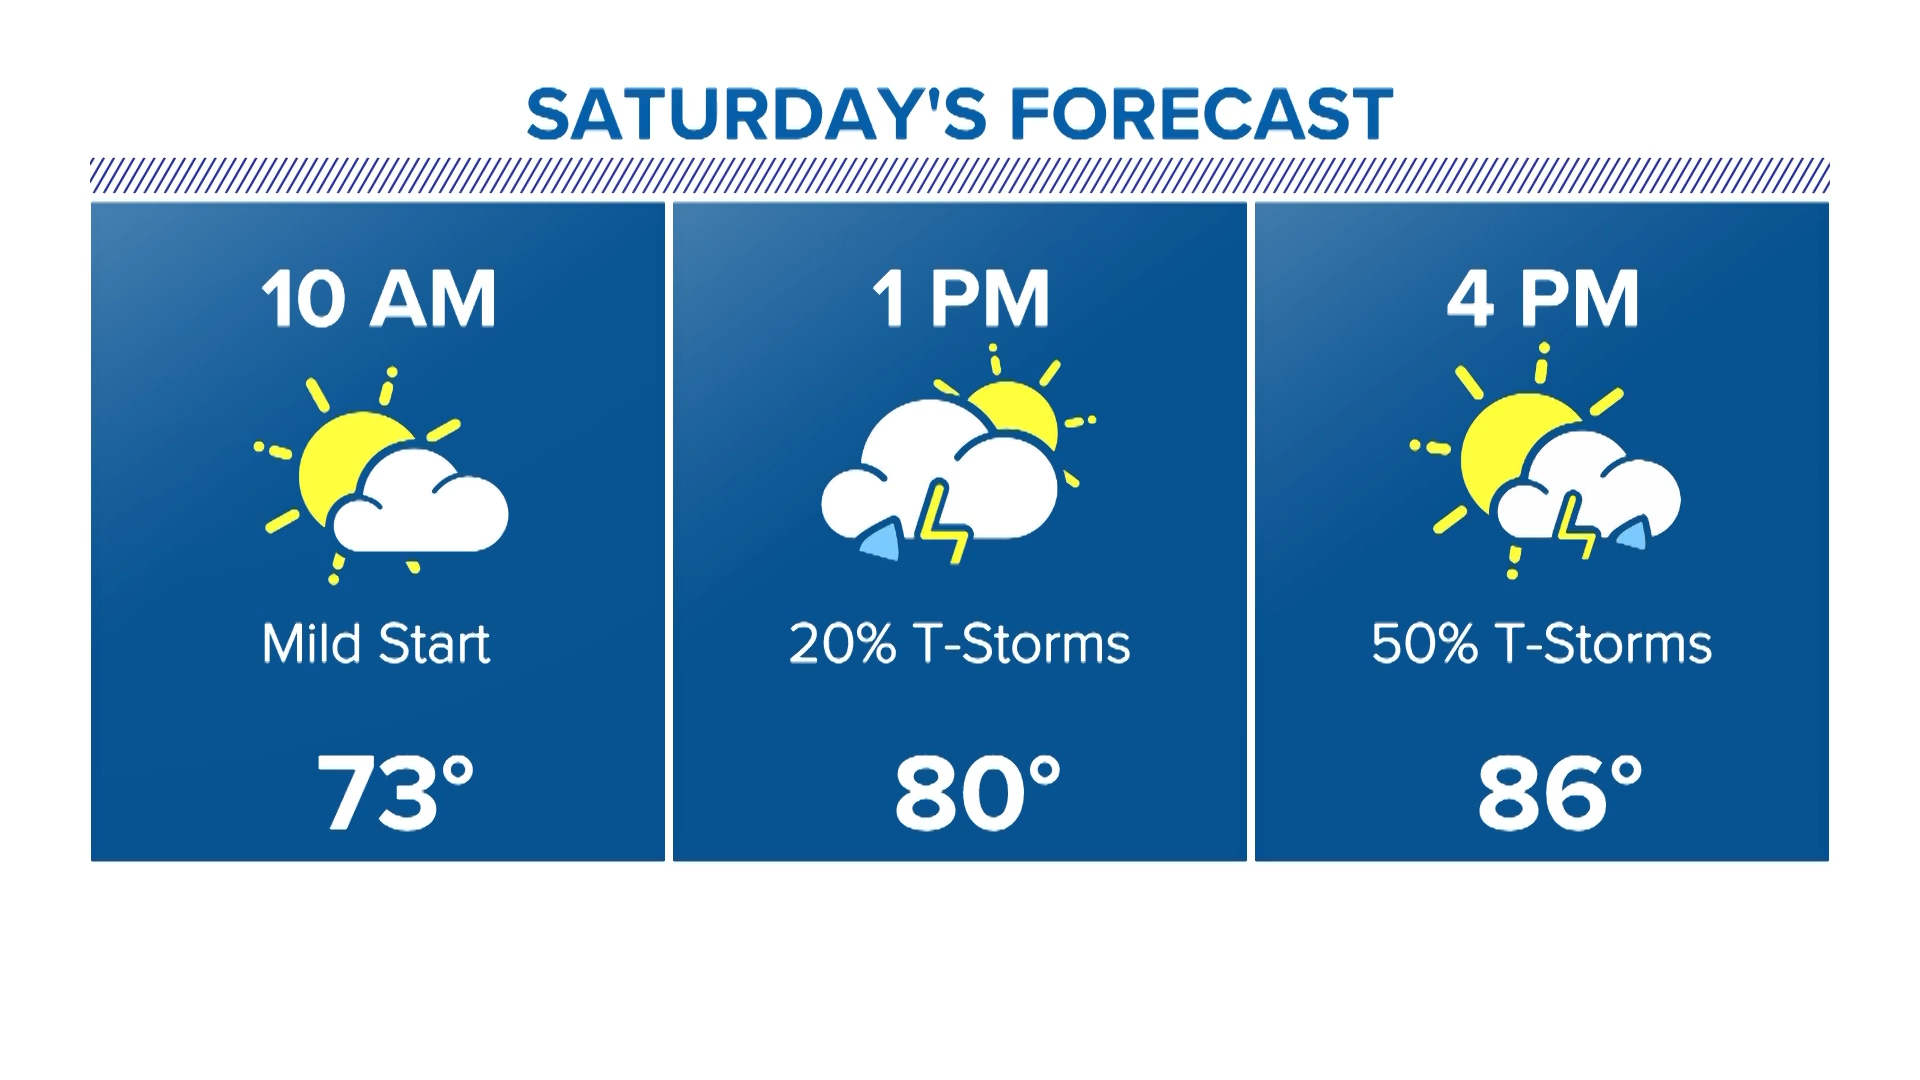 SATURDAY'S FORECAST
10 AM
Mild Start
73°
1 PM
20% T-Storms
80°
4 PM
50% T-Storms
86°